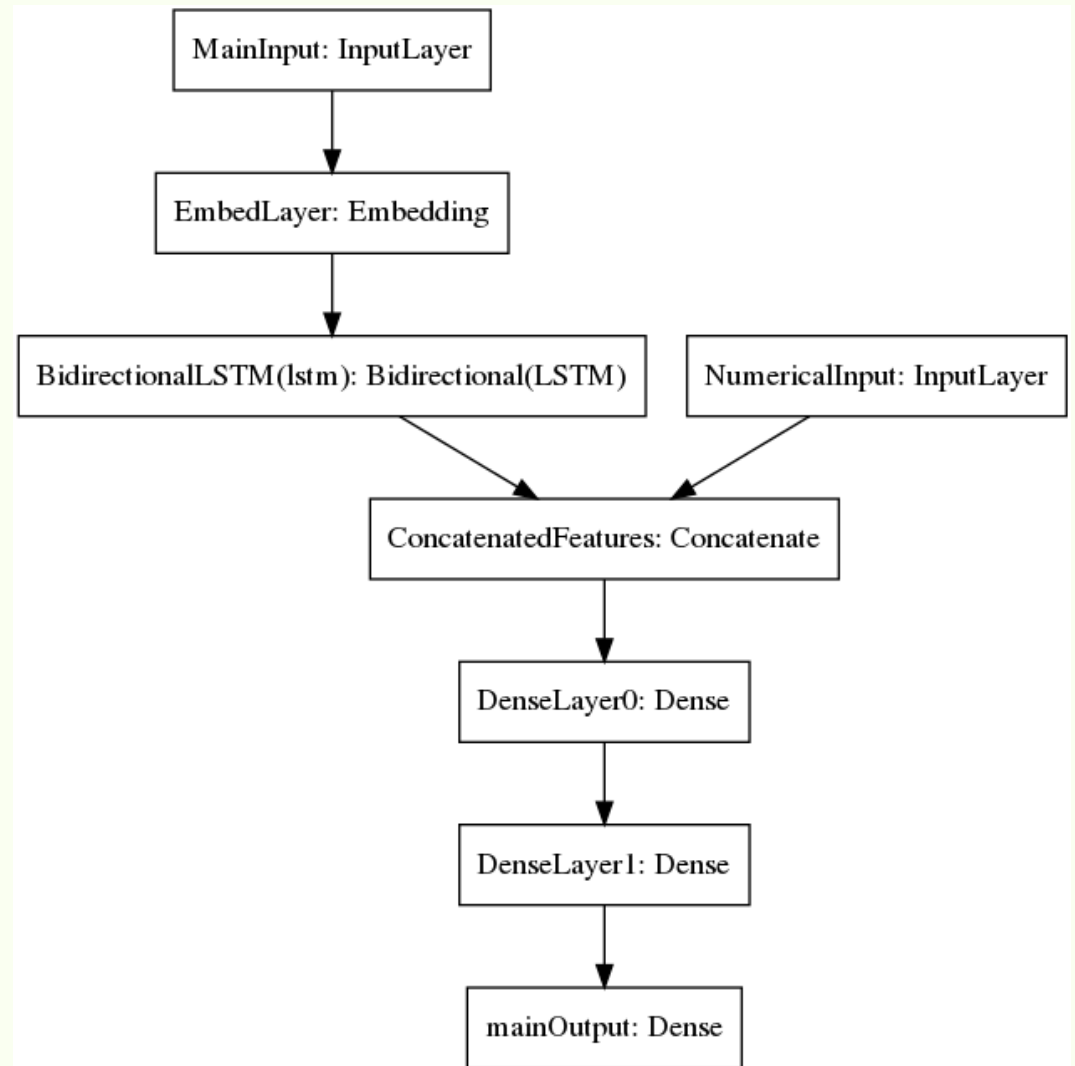 MainInput: InputLayer
EmbedLayer: Embedding
BidirectionalLSTM(lstm): Bidirectional(LSTM)
NumericalInput: InputLayer
ConcatenatedFeatures: Concatenate
DenseLayer0: Dense
DenseLayer1: Dense
mainOutput: Dense